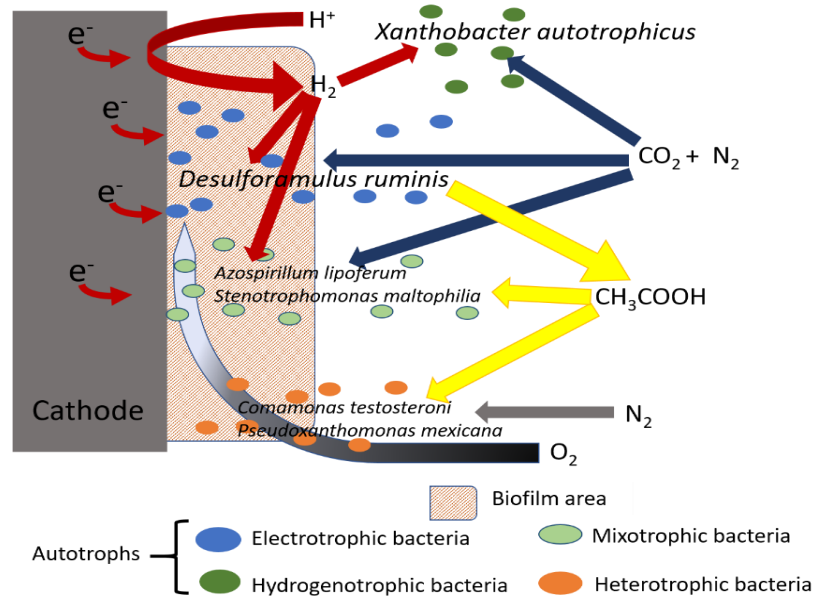 e-
H+
Xanthobacter autotrophicus
H2
e-
CO2 + N2
Desulforamulus ruminis
e-
e-
Azospirillum lipoferum
Stenotrophomonas maltophilia
CH3COOH
Cathode
Comamonas testosteroni
N2
Pseudoxanthomonas mexicana
O2
Biofilm area
Autotrophs
Electrotrophic bacteria
Mixotrophic bacteria
Hydrogenotrophic bacteria
Heterotrophic bacteria